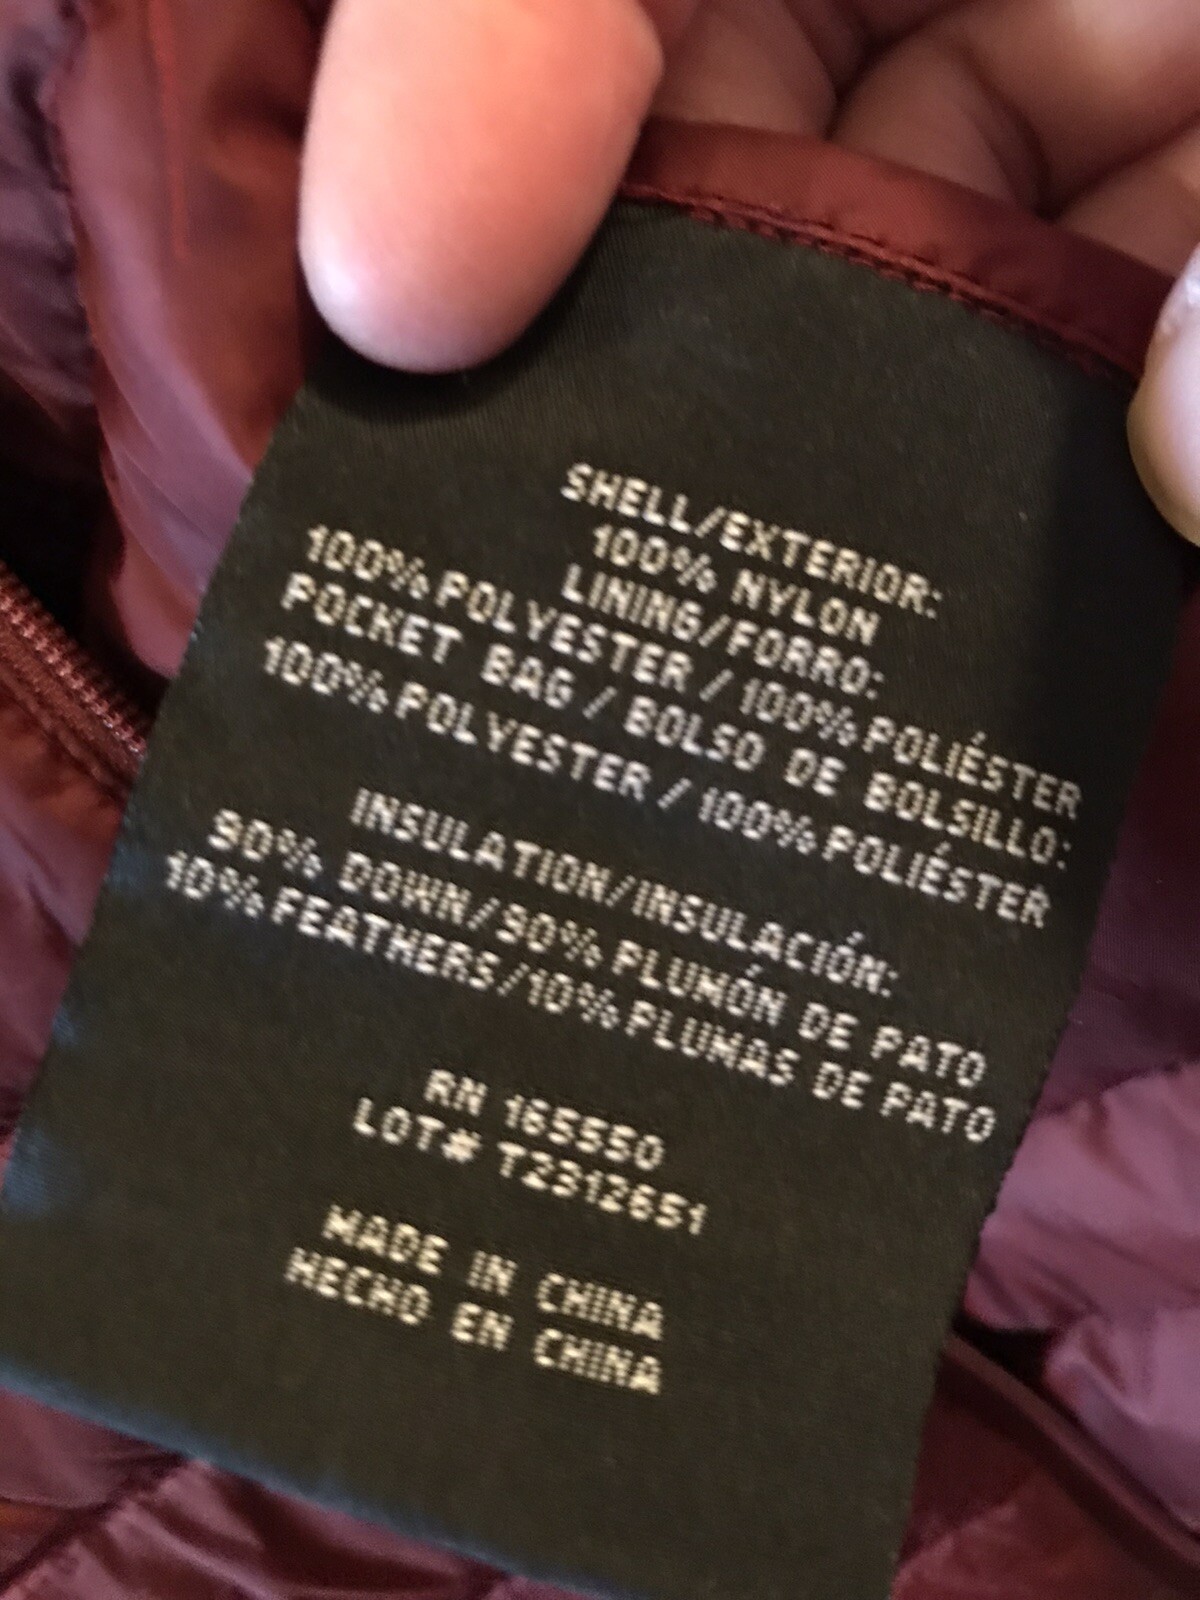 SHELL/EXTERIOR:
100% NYLON
LINING/FORRO:
100% POLYESTER / 100% POLIÉSTER
POCKET BAG / BOLSO DE BOLSILLO:
100% POLYESTER / 100% POLIÉSTER
INSULATION/INSULACIÓN:
90% DOWN/90% PLUMÓN DE PATO
10% FEATHERS/10% PLUMAS DE PATO
RN 165550
LOT# T2312651
MADE IN CHINA
HECHO EN CHINA